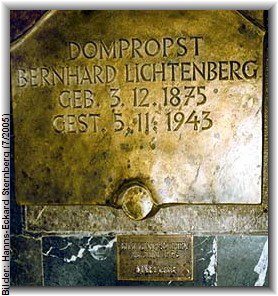 DOMPROPST
BERNHARD LICHTENBERG
GEB. 3. 12. 1875
GEST. 5. 11. 1943
Bilder: Hanns-Eckard Sternberg (7/2005)